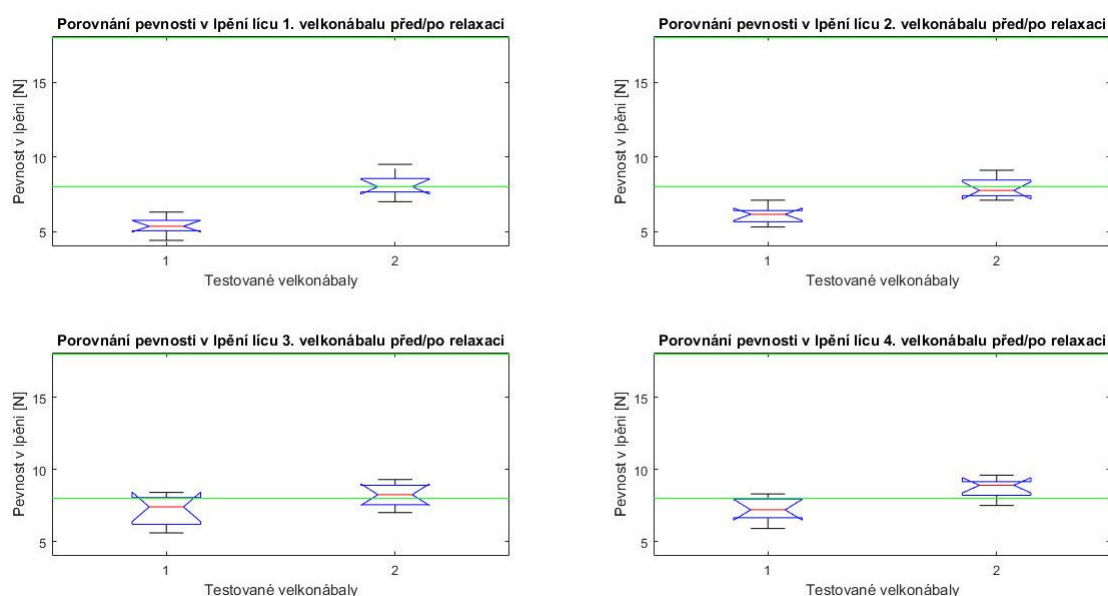 Porovnání pevnosti v lpění lícu 1. velkonábalu před/po relaxaci
15
10
5
Pevnost v lpění [N]
1 2
Testované velkonábaly
Porovnání pevnosti v lpění lícu 2. velkonábalu před/po relaxaci
15
10
5
Pevnost v lpění [N]
1 2
Testované velkonábaly
Porovnání pevnosti v lpění lícu 3. velkonábalu před/po relaxaci
15
10
5
Pevnost v lpění [N]
1 2
Testované velkonábaly
Porovnání pevnosti v lpění lícu 4. velkonábalu před/po relaxaci
15
10
5
Pevnost v lpění [N]
1 2
Testované velkonábaly